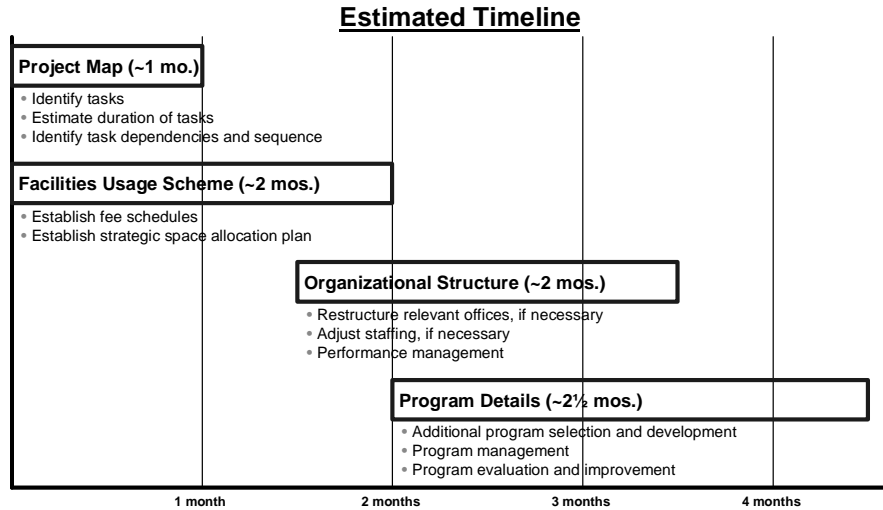 Estimated Timeline
Project Map (~1 mo.)
• Identify tasks
• Estimate duration of tasks
• Identify task dependencies and sequence
Facilities Usage Scheme (~2 mos.)
• Establish fee schedules
• Establish strategic space allocation plan
Organizational Structure (~2 mos.)
• Restructure relevant offices, if necessary
• Adjust staffing, if necessary
• Performance management
Program Details (~2½ mos.)
• Additional program selection and development
• Program management
• Program evaluation and improvement
1 month 2 months 3 months 4 months